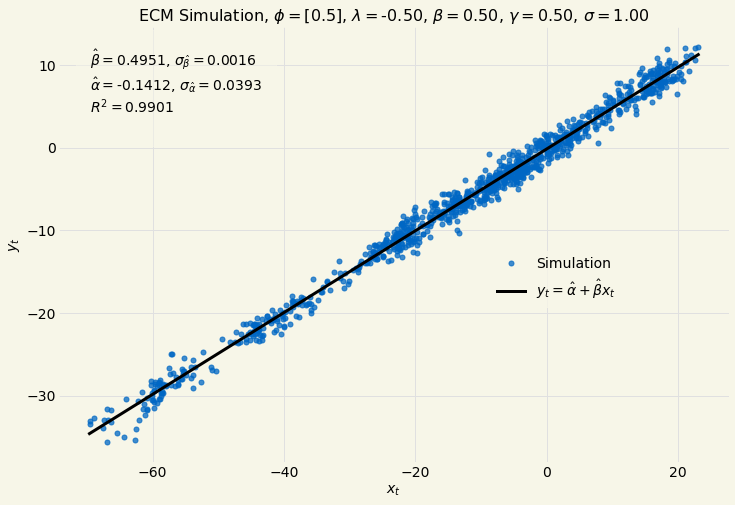 ECM Simulation, ϕ = [0.5], λ = -0.50, β = 0.50, γ = 0.50, σ = 1.00
β̂ = 0.4951, σ_β̂ = 0.0016
α̂ = -0.1412, σ_α̂ = 0.0393
R² = 0.9901
10
0
−10
−20
−30
y_t
Simulation
y_t = α̂ + β̂x_t
−60 −40 −20 0 20
x_t